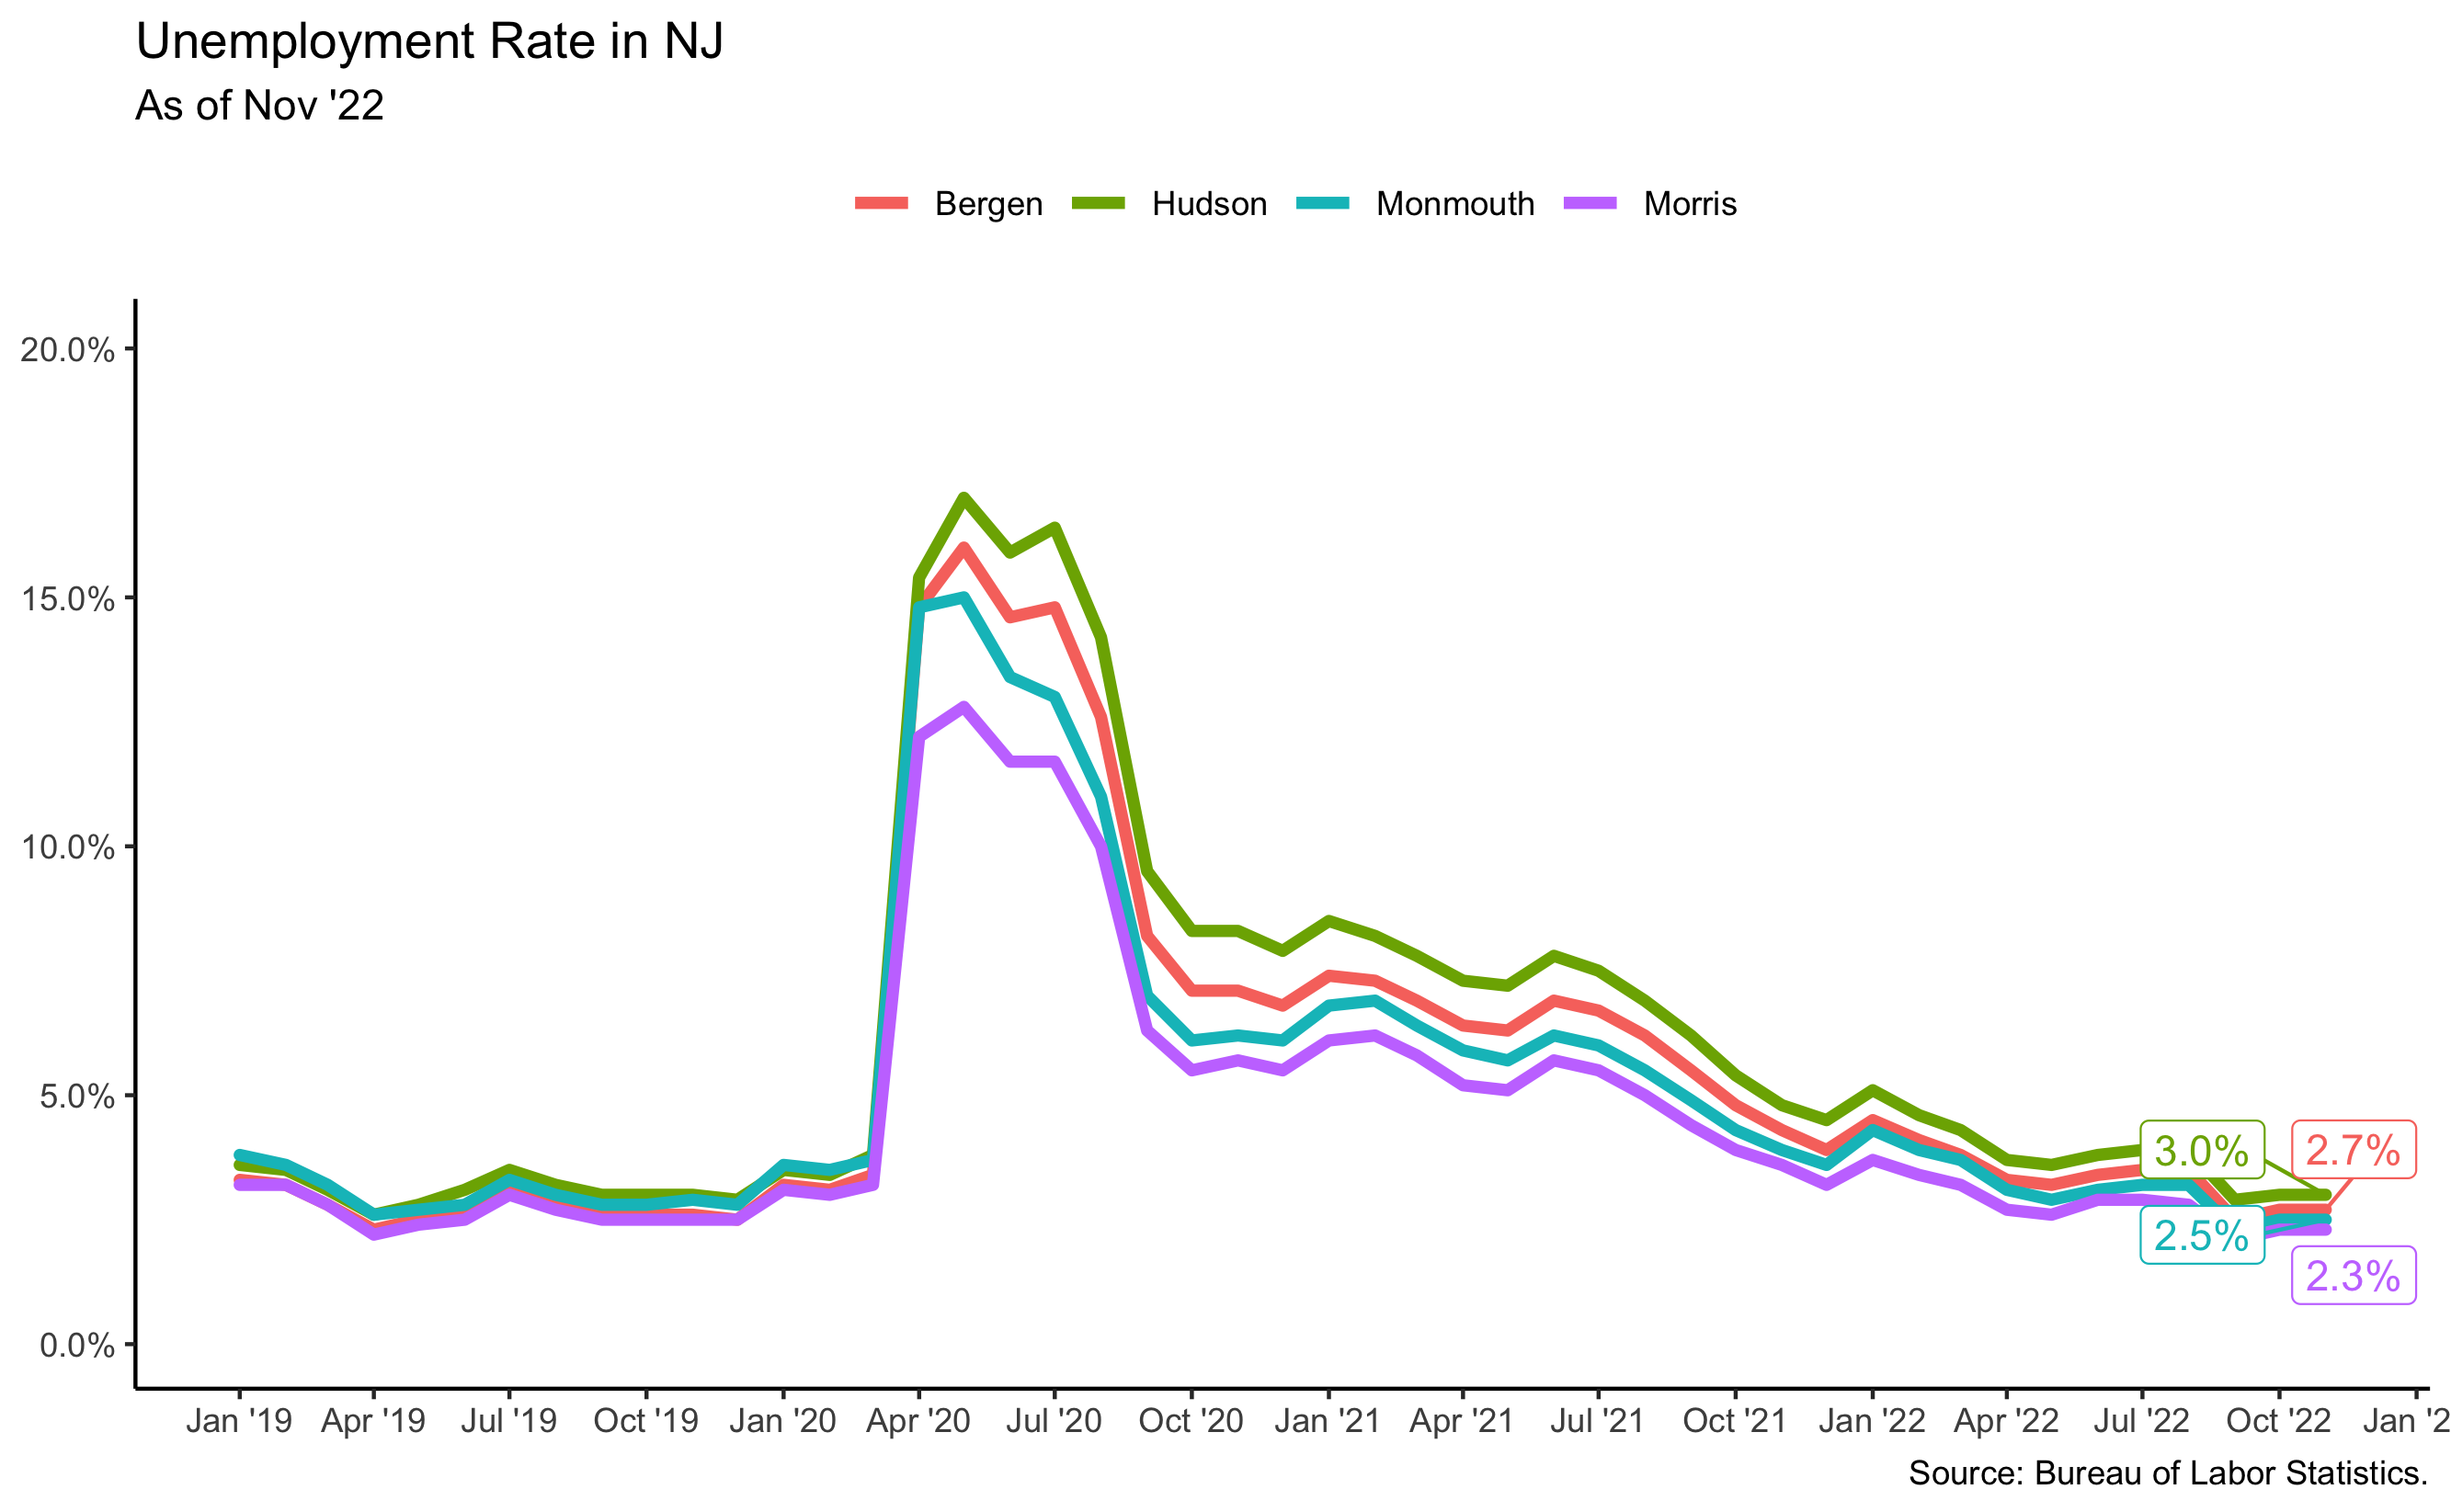 Unemployment Rate in NJ
As of Nov '22
Bergen Hudson Monmouth Morris
20.0%
15.0%
10.0%
5.0%
0.0%
3.0% 2.7%
2.5%
2.3%
Jan '19 Apr '19 Jul '19 Oct '19 Jan '20 Apr '20 Jul '20 Oct '20 Jan '21 Apr '21 Jul '21 Oct '21 Jan '22 Apr '22 Jul '22 Oct '22 Jan '2
Source: Bureau of Labor Statistics.